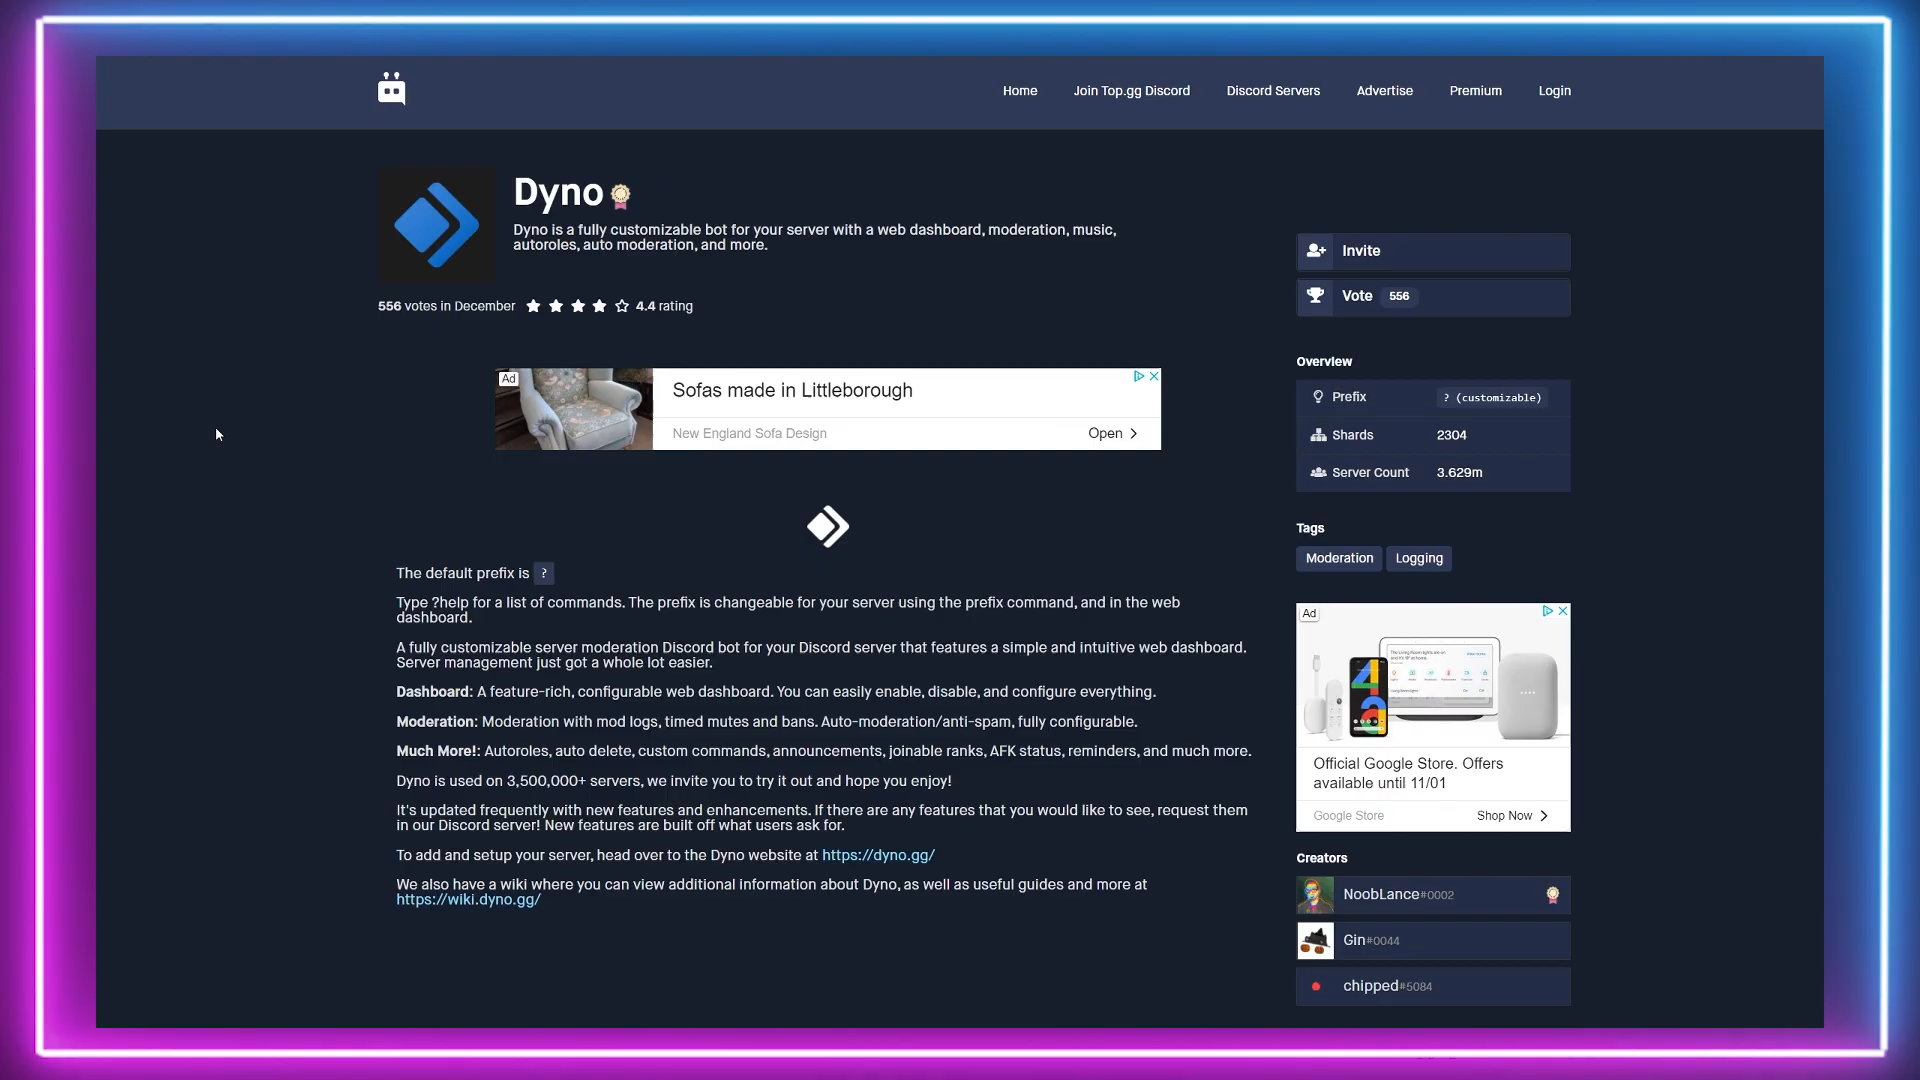 Home
Join Top.gg Discord
Discord Servers
Advertise
Premium
Login
Dyno
Dyno is a fully customizable bot for your server with a web dashboard, moderation, music,
autoroles, auto moderation, and more.
556 votes in December
4.4 rating
Invite
Vote 556
Ad
Sofas made in Littleborough
New England Sofa Design
Open
Overview
Prefix ? (customizable)
Shards 2304
Server Count 3.629m
Tags
Moderation
Logging
The default prefix is ?
Type ?help for a list of commands. The prefix is changeable for your server using the prefix command, and in the web
dashboard.
A fully customizable server moderation Discord bot for your Discord server that features a simple and intuitive web dashboard.
Server management just got a whole lot easier.
Dashboard: A feature-rich, configurable web dashboard. You can easily enable, disable, and configure everything.
Moderation: Moderation with mod logs, timed mutes and bans. Auto-moderation/anti-spam, fully configurable.
Much More!: Autoroles, auto delete, custom commands, announcements, joinable ranks, AFK status, reminders, and much more.
Dyno is used on 3,500,000+ servers, we invite you to try it out and hope you enjoy!
It's updated frequently with new features and enhancements. If there are any features that you would like to see, request them
in our Discord server! New features are built off what users ask for.
To add and setup your server, head over to the Dyno website at https://dyno.gg/
We also have a wiki where you can view additional information about Dyno, as well as useful guides and more at
https://wiki.dyno.gg/
Ad
Official Google Store. Offers
available until 11/01
Google Store
Shop Now
Creators
NoobLance#0002
Gin#0044
chipped#5084